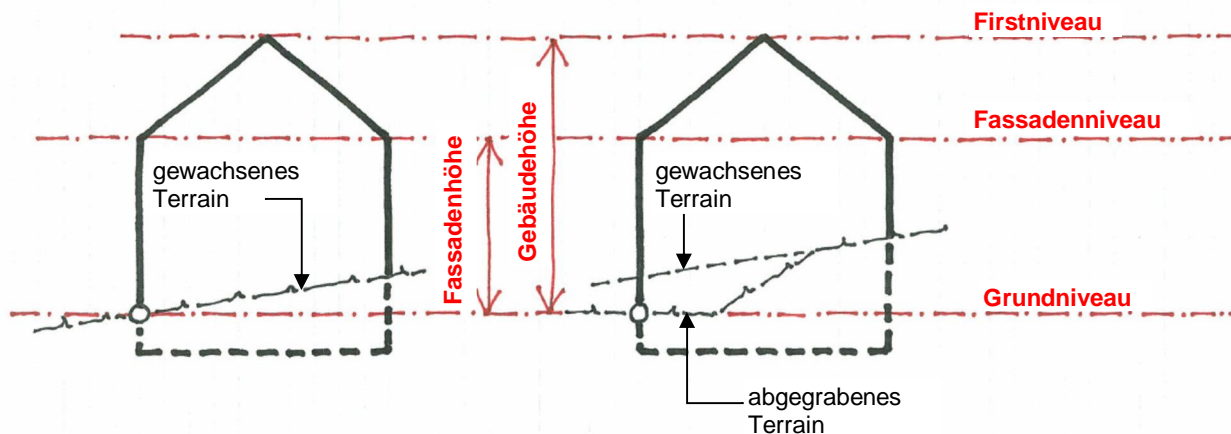 Firstniveau
Fassadenniveau
gewachsenes
Terrain
Fassadenhöhe
Gebäudehöhe
gewachsenes
Terrain
Grundniveau
abgegrabenes
Terrain